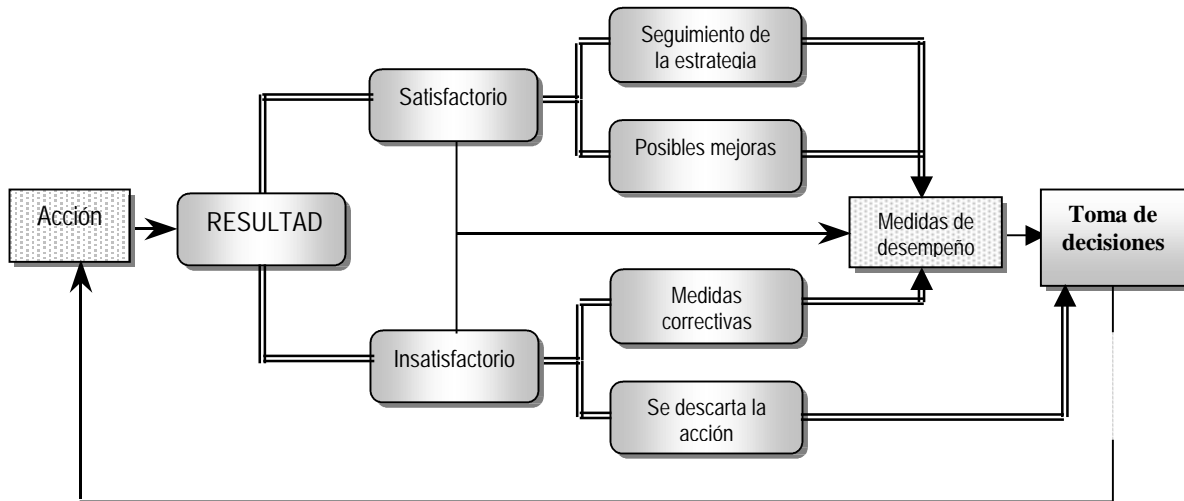 Acción
RESULTAD
Satisfactorio
Insatisfactorio
Seguimiento de
la estrategia
Posibles mejoras
Medidas
correctivas
Se descarta la
acción
Medidas de
desempeño
Toma de
decisiones